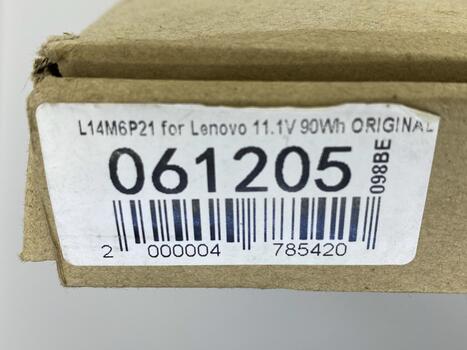 L14M6P21 for Lenovo 11.1V 90Wh ORIGINAL
061205
098BE
2 000004 785420